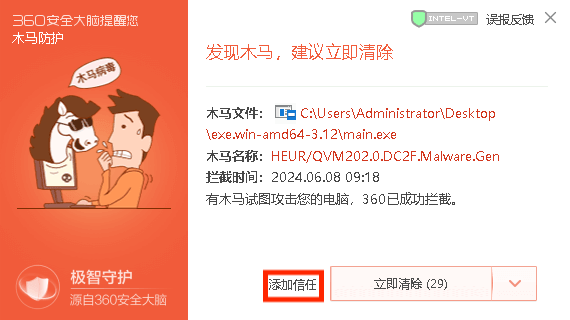 360安全大脑提醒您
木马防护
INTEL-VT 误报反馈
发现木马，建议立即清除
木马病毒
木马文件： C:\Users\Administrator\Desktop
\exe.win-amd64-3.12\main.exe
木马名称： HEUR/QVM202.0.DC2F.Malware.Gen
拦截时间： 2024.06.08 09:18
有木马试图攻击您的电脑，360已成功拦截。
极智守护
源自360安全大脑
添加信任 立即清除 (29)